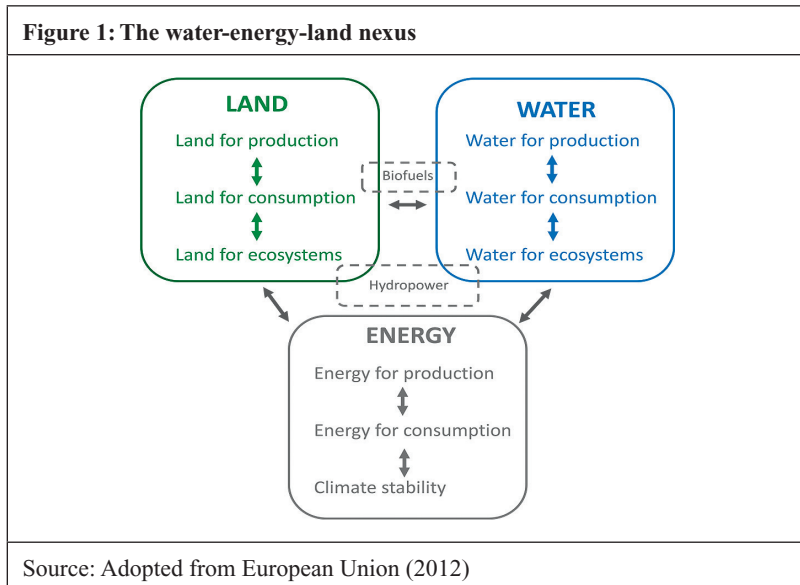 Figure 1: The water-energy-land nexus
LAND
Land for production
Land for consumption
Land for ecosystems
Biofuels
WATER
Water for production
Water for consumption
Water for ecosystems
Hydropower
ENERGY
Energy for production
Energy for consumption
Climate stability
Source: Adopted from European Union (2012)